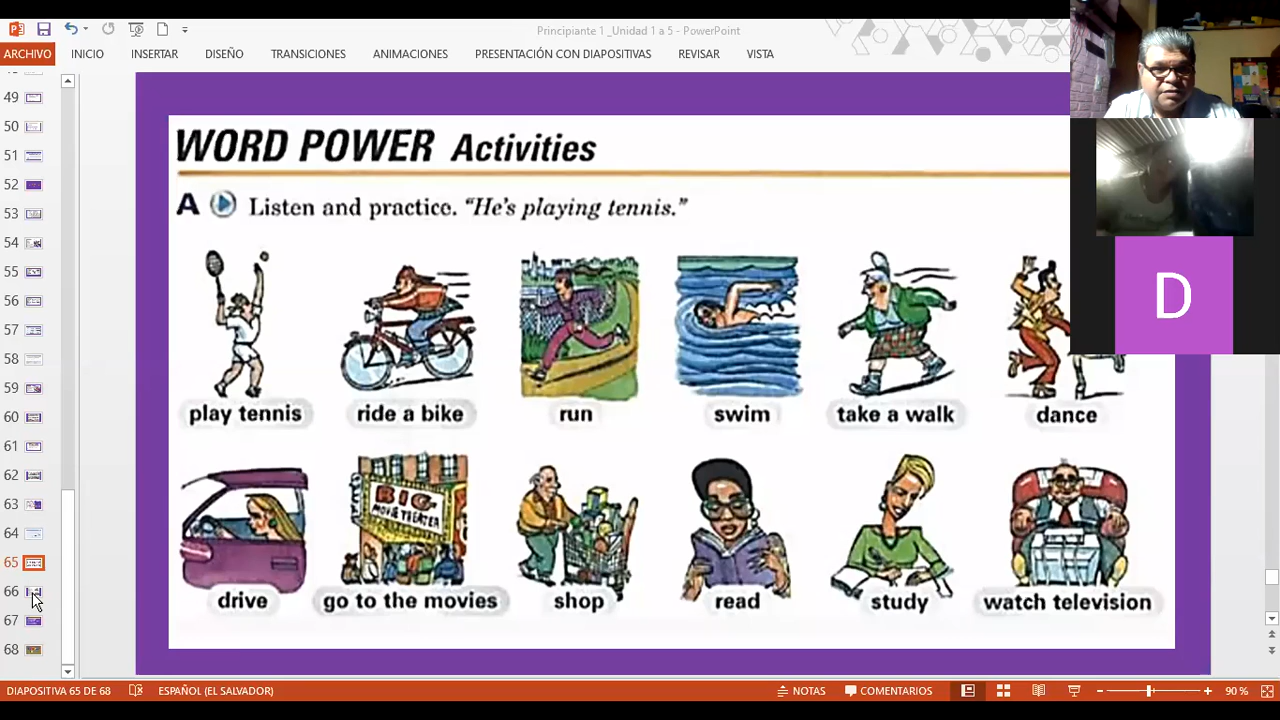 Principiante 1 _Unidad 1 a 5 - PowerPoint
ARCHIVO INICIO INSERTAR DISEÑO TRANSICIONES ANIMACIONES PRESENTACIÓN CON DIAPOSITIVAS REVISAR VISTA
49
50
51
52
53
54
55
56
57
58
59
60
61
62
63
64
65
66
67
68
WORD POWER Activities
A Listen and practice. "He's playing tennis."
play tennis ride a bike run swim take a walk dance
BIG
MOVIE THEATER
drive go to the movies shop read study watch television
D
DIAPOSITIVA 65 DE 68 ESPAÑOL (EL SALVADOR) NOTAS COMENTARIOS 90 %